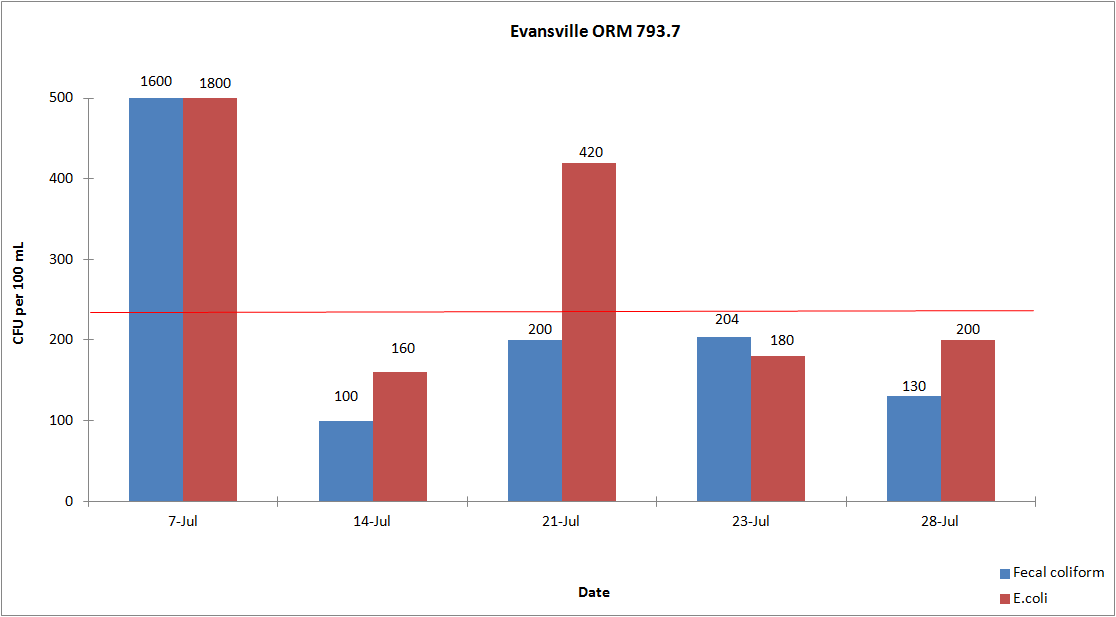 Evansville ORM 793.7
1600 1800
500
420
400
300
204
200 200 180 200
160
130
100 100
0
CFU per 100 mL
7-Jul 14-Jul 21-Jul 23-Jul 28-Jul
Date
Fecal coliform
E.coli